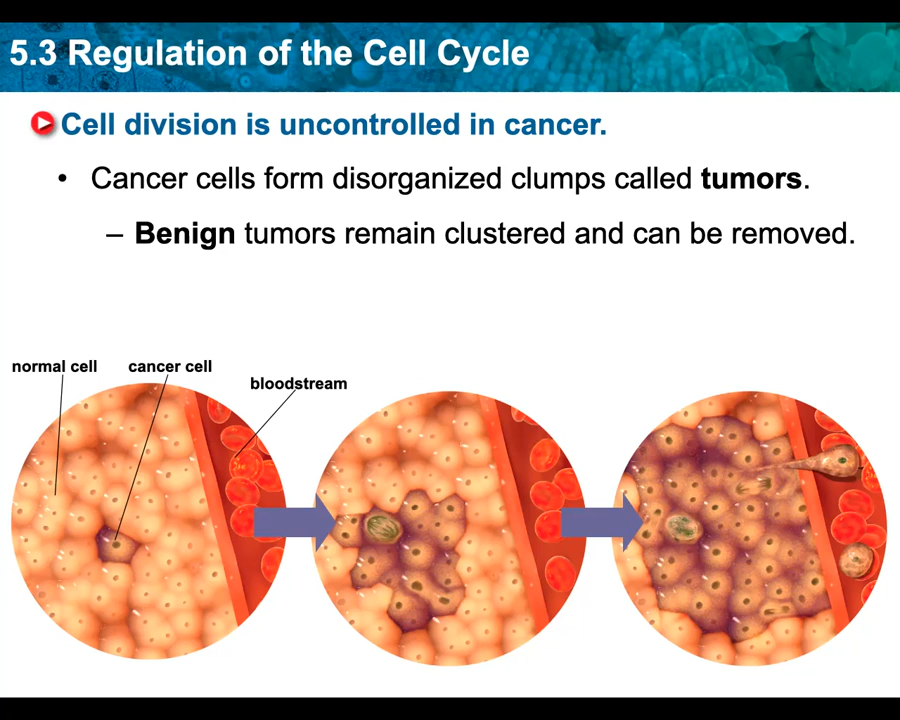 5.3 Regulation of the Cell Cycle
Cell division is uncontrolled in cancer.
• Cancer cells form disorganized clumps called tumors.
– Benign tumors remain clustered and can be removed.
normal cell
cancer cell
bloodstream